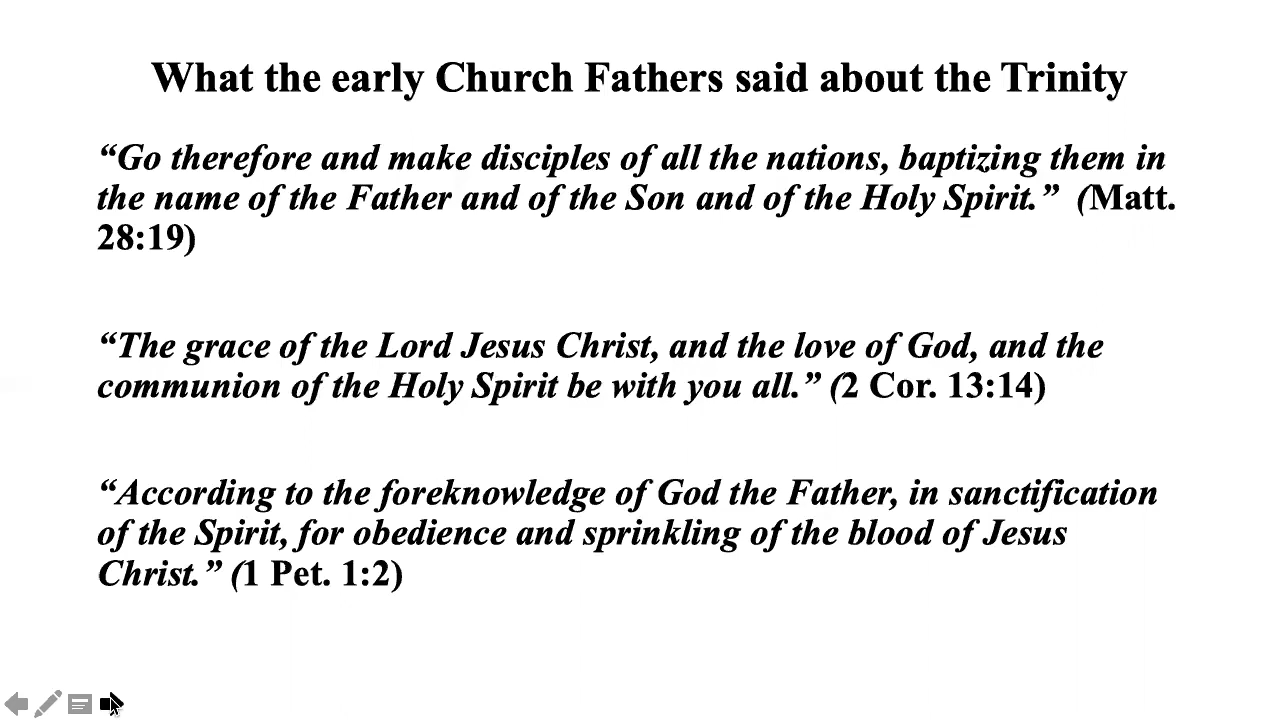 What the early Church Fathers said about the Trinity
“Go therefore and make disciples of all the nations, baptizing them in
the name of the Father and of the Son and of the Holy Spirit.”  (Matt.
28:19)
“The grace of the Lord Jesus Christ, and the love of God, and the
communion of the Holy Spirit be with you all.” (2 Cor. 13:14)
“According to the foreknowledge of God the Father, in sanctification
of the Spirit, for obedience and sprinkling of the blood of Jesus
Christ.” (1 Pet. 1:2)